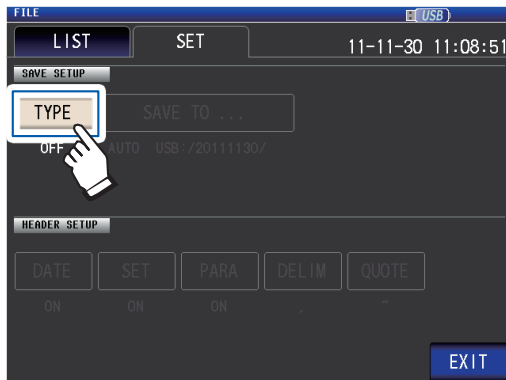 FILE USB
LIST SET 11-11-30 11:08:51
SAVE SETUP
TYPE SAVE TO ...
OFF AUTO USB:/20111130/
HEADER SETUP
DATE SET PARA DELIM QUOTE
ON ON ON , ~
EXIT